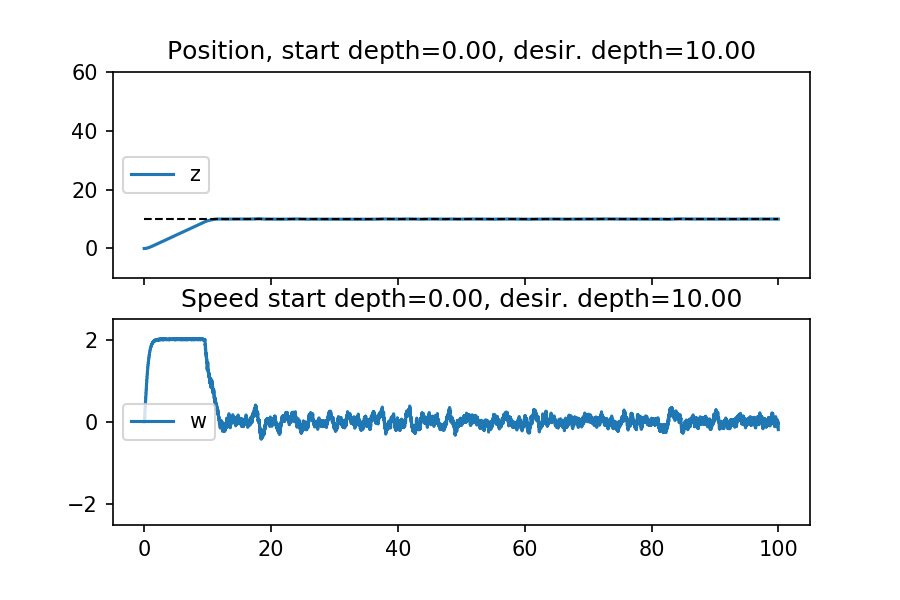 Position, start depth=0.00, desir. depth=10.00
60
40
20
0
z
Speed start depth=0.00, desir. depth=10.00
2
0
−2
w
0 20 40 60 80 100